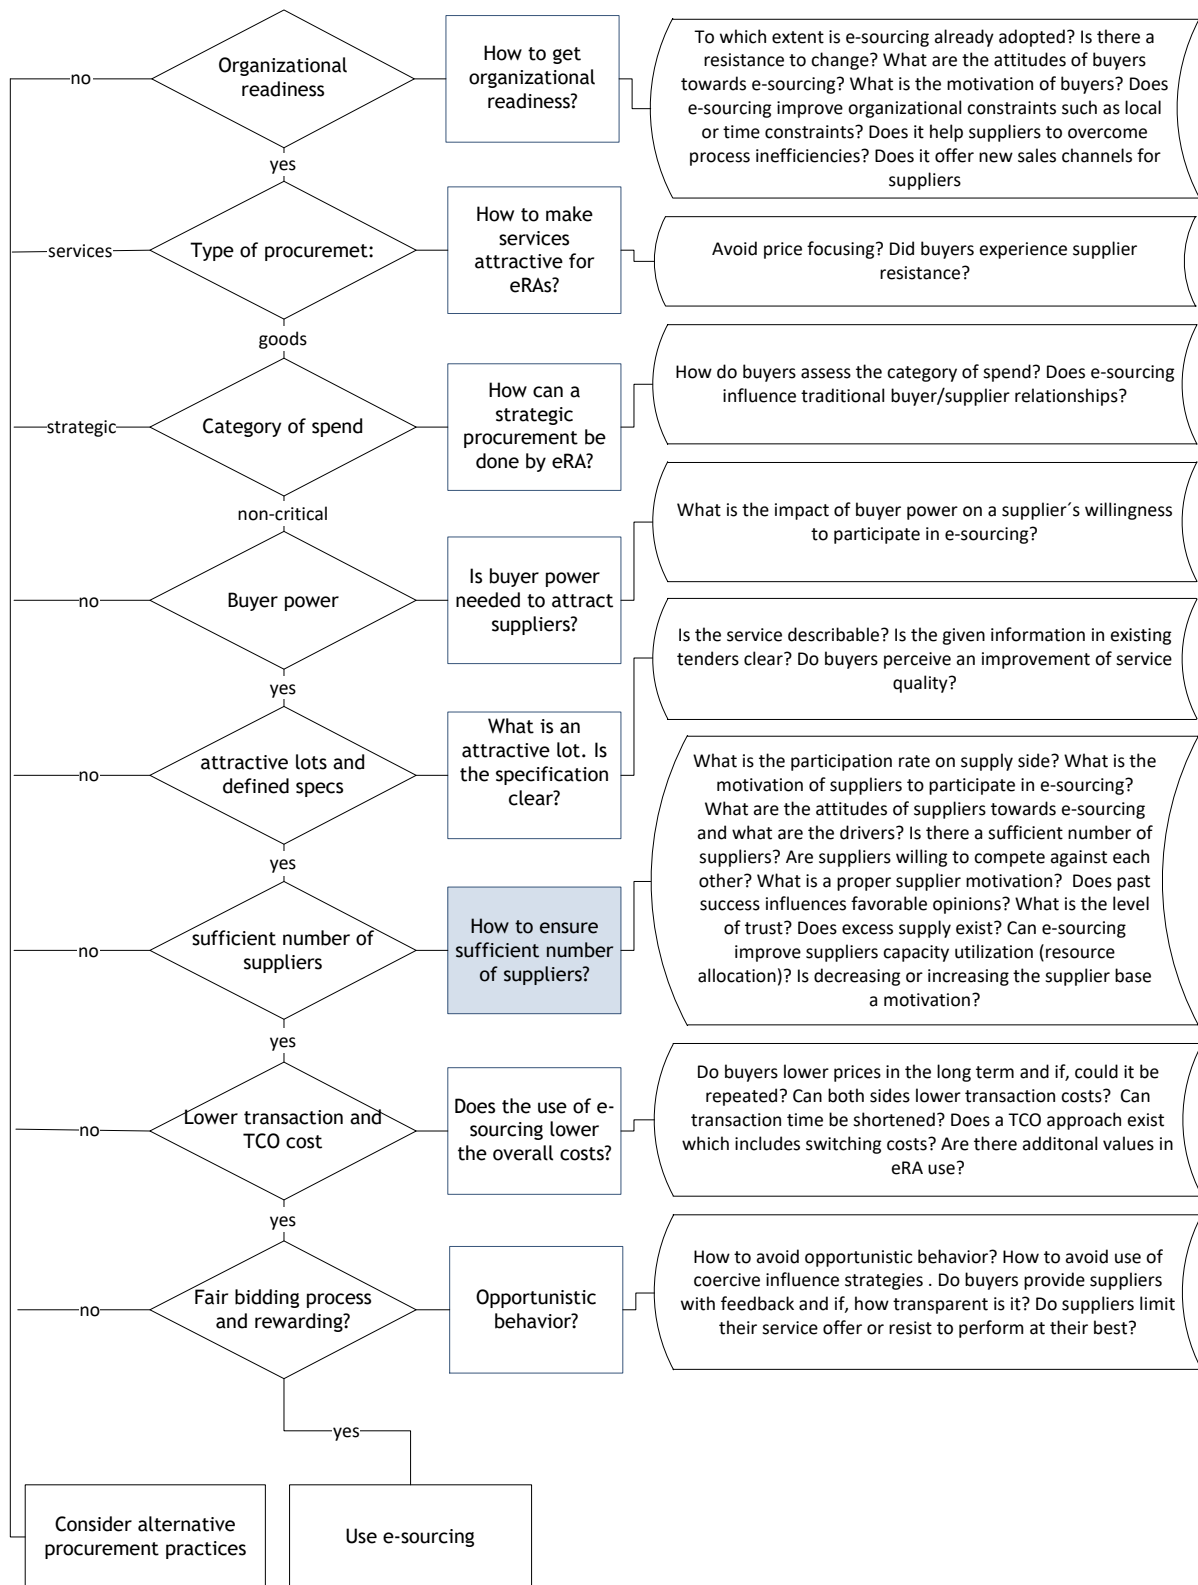 no
Organizational
readiness
How to get
organizational
readiness?
To which extent is e-sourcing already adopted? Is there a
resistance to change? What are the attitudes of buyers
towards e-sourcing? What is the motivation of buyers? Does
e-sourcing improve organizational constraints such as local
or time constraints? Does it help suppliers to overcome
process inefficiencies? Does it offer new sales channels for
suppliers
yes
services
Type of procuremet:
How to make
services
attractive for
eRAs?
Avoid price focusing? Did buyers experience supplier
resistance?
goods
strategic
Category of spend
How can a
strategic
procurement be
done by eRA?
How do buyers assess the category of spend? Does e-sourcing
influence traditional buyer/supplier relationships?
non-critical
no
Buyer power
Is buyer power
needed to attract
suppliers?
What is the impact of buyer power on a supplier´s willingness
to participate in e-sourcing?
yes
no
attractive lots and
defined specs
What is an
attractive lot. Is
the specification
clear?
Is the service describable? Is the given information in existing
tenders clear? Do buyers perceive an improvement of service
quality?
yes
no
sufficient number of
suppliers
How to ensure
sufficient number
of suppliers?
What is the participation rate on supply side? What is the
motivation of suppliers to participate in e-sourcing?
What are the attitudes of suppliers towards e-sourcing
and what are the drivers? Is there a sufficient number of
suppliers? Are suppliers willing to compete against each
other? What is a proper supplier motivation?  Does past
success influences favorable opinions? What is the level
of trust? Does excess supply exist? Can e-sourcing
improve suppliers capacity utilization (resource
allocation)? Is decreasing or increasing the supplier base
a motivation?
yes
no
Lower transaction and
TCO cost
Does the use of e-
sourcing lower
the overall costs?
Do buyers lower prices in the long term and if, could it be
repeated? Can both sides lower transaction costs?  Can
transaction time be shortened? Does a TCO approach exist
which includes switching costs? Are there additonal values in
eRA use?
yes
no
Fair bidding process
and rewarding?
Opportunistic
behavior?
How to avoid opportunistic behavior? How to avoid use of
coercive influence strategies . Do buyers provide suppliers
with feedback and if, how transparent is it? Do suppliers limit
their service offer or resist to perform at their best?
yes
Consider alternative
procurement practices
Use e-sourcing